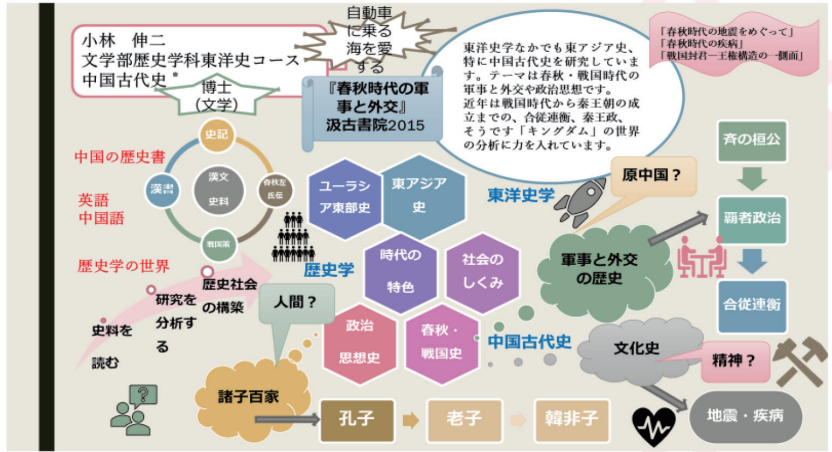 小林　伸二
文学部歴史学科東洋史コース
中国古代史 *
博士
（文学）
自動車
に乗る
海を愛
する
『春秋時代の軍
事と外交』
汲古書院2015
東洋史学なかでも東アジア史、
特に中国古代史を研究していま
す。テーマは春秋・戦国時代の
軍事と外交や政治思想です。
近年は戦国時代から秦王朝の成
立までの、合従連衡、秦王政、
そうです「キングダム」の世界
の分析に力を入れています。
「春秋時代の地震をめぐって」
「春秋時代の疾病」
「戦国封君―王権構造の一側面」
中国の歴史書
英語
中国語
歴史学の世界
史記
漢書
漢文
史料
春秋左
氏伝
戦国策
史料を
読む
研究を
分析す
る
歴史社会
の構築
ユーラシ
ア東部史
東アジア
史
時代の
特色
社会の
しくみ
政治
思想史
春秋・
戦国史
歴史学
東洋史学
中国古代史
人間？
諸子百家
孔子
老子
韓非子
原中国？
軍事と外交
の歴史
斉の桓公
覇者政治
合従連衡
文化史
精神？
地震・疾病